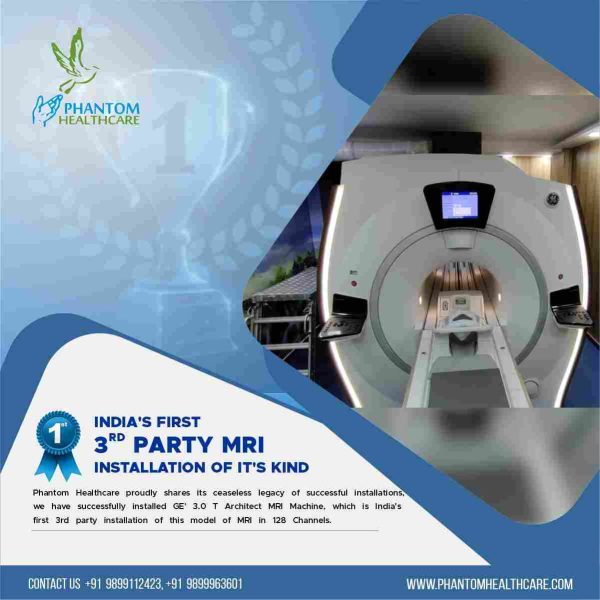 PHANTOM
HEALTHCARE
1
1st
INDIA'S FIRST
3RD PARTY MRI
INSTALLATION OF IT'S KIND
Phantom Healthcare proudly shares its ceaseless legacy of successful installations,
we have successfully installed GE' 3.0 T Architect MRI Machine, which is India's
first 3rd party installation of this model of MRI in 128 Channels.
CONTACT US +91 9899112423, +91 9899963601
WWW.PHANTOMHEALTHCARE.COM